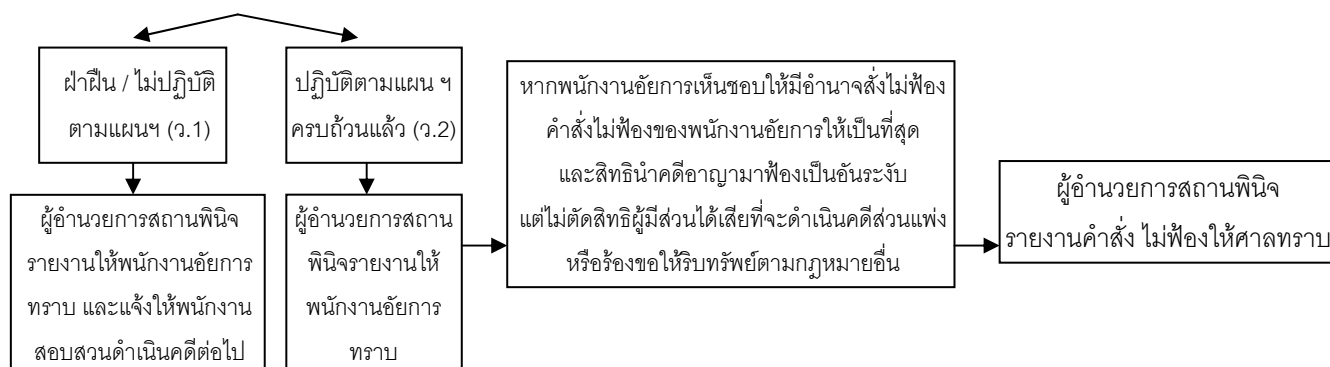 ฝ่าฝืน / ไม่ปฏิบัติ
ตามแผนฯ (ว.1)
ปฏิบัติตามแผน ฯ
ครบถ้วนแล้ว (ว.2)
ผู้อำนวยการสถานพินิจ
รายงานให้พนักงานอัยการ
ทราบ และแจ้งให้พนักงาน
สอบสวนดำเนินคดีต่อไป
ผู้อำนวยการสถาน
พินิจรายงานให้
พนักงานอัยการ
ทราบ
หากพนักงานอัยการเห็นชอบให้มีอำนาจสั่งไม่ฟ้อง
คำสั่งไม่ฟ้องของพนักงานอัยการให้เป็นที่สุด
และสิทธินำคดีอาญามาฟ้องเป็นอันระงับ
แต่ไม่ตัดสิทธิผู้มีส่วนได้เสียที่จะดำเนินคดีส่วนแพ่ง
หรือร้องขอให้ริบทรัพย์ตามกฎหมายอื่น
ผู้อำนวยการสถานพินิจ
รายงานคำสั่ง ไม่ฟ้องให้ศาลทราบ